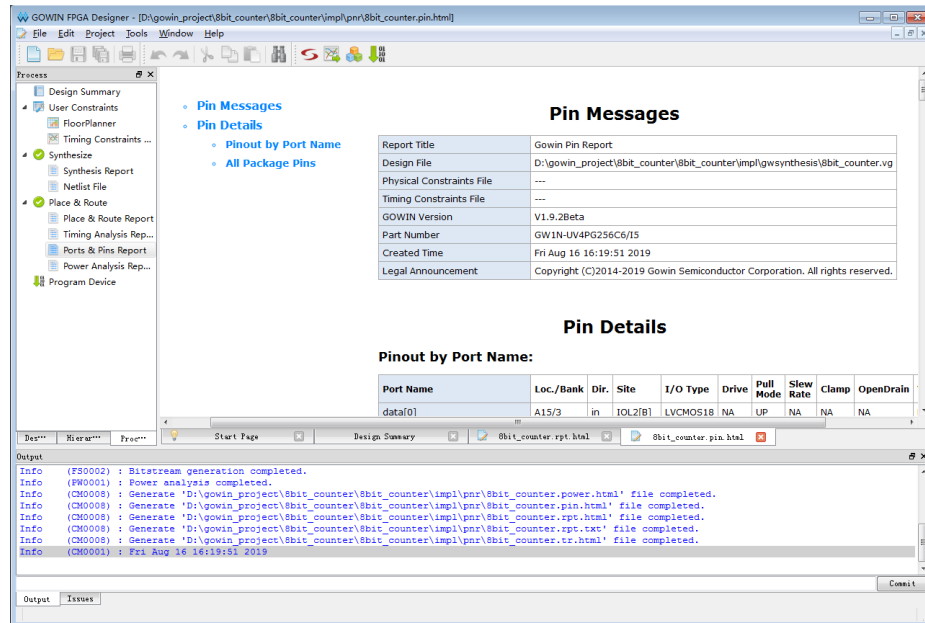 GOWIN FPGA Designer - [D:\gowin_project\8bit_counter\8bit_counter\impl\pnr\8bit_counter.pin.html]
File Edit Project Tools Window Help
Process
Design Summary
User Constraints
FloorPlanner
Timing Constraints ...
Synthesize
Synthesis Report
Netlist File
Place & Route
Place & Route Report
Timing Analysis Rep...
Ports & Pins Report
Power Analysis Rep...
Program Device
Des... Hierar... Proc...
Pin Messages
Pin Details
Pinout by Port Name
All Package Pins
Pin Messages
Report Title Gowin Pin Report
Design File D:\gowin_project\8bit_counter\8bit_counter\impl\gwsynthesis\8bit_counter.vg
Physical Constraints File ---
Timing Constraints File ---
GOWIN Version V1.9.2Beta
Part Number GW1N-UV4PG256C6/I5
Created Time Fri Aug 16 16:19:51 2019
Legal Announcement Copyright (C)2014-2019 Gowin Semiconductor Corporation. All rights reserved.
Pin Details
Pinout by Port Name:
Port Name Loc./Bank Dir. Site I/O Type Drive Pull Mode Slew Rate Clamp OpenDrain
data[0] A15/3 in IOL2[B] LVCMOS18 NA UP NA NA NA
Start Page Design Summary 8bit_counter.rpt.html 8bit_counter.pin.html
Output
Info (FS0002) : Bitstream generation completed.
Info (PW0001) : Power analysis completed.
Info (CM0008) : Generate 'D:\gowin_project\8bit_counter\8bit_counter\impl\pnr\8bit_counter.power.html' file completed.
Info (CM0008) : Generate 'D:\gowin_project\8bit_counter\8bit_counter\impl\pnr\8bit_counter.pin.html' file completed.
Info (CM0008) : Generate 'D:\gowin_project\8bit_counter\8bit_counter\impl\pnr\8bit_counter.rpt.html' file completed.
Info (CM0008) : Generate 'D:\gowin_project\8bit_counter\8bit_counter\impl\pnr\8bit_counter.rpt.txt' file completed.
Info (CM0008) : Generate 'D:\gowin_project\8bit_counter\8bit_counter\impl\pnr\8bit_counter.tr.html' file completed.
Info (CM0001) : Fri Aug 16 16:19:51 2019
Commit
Output Issues